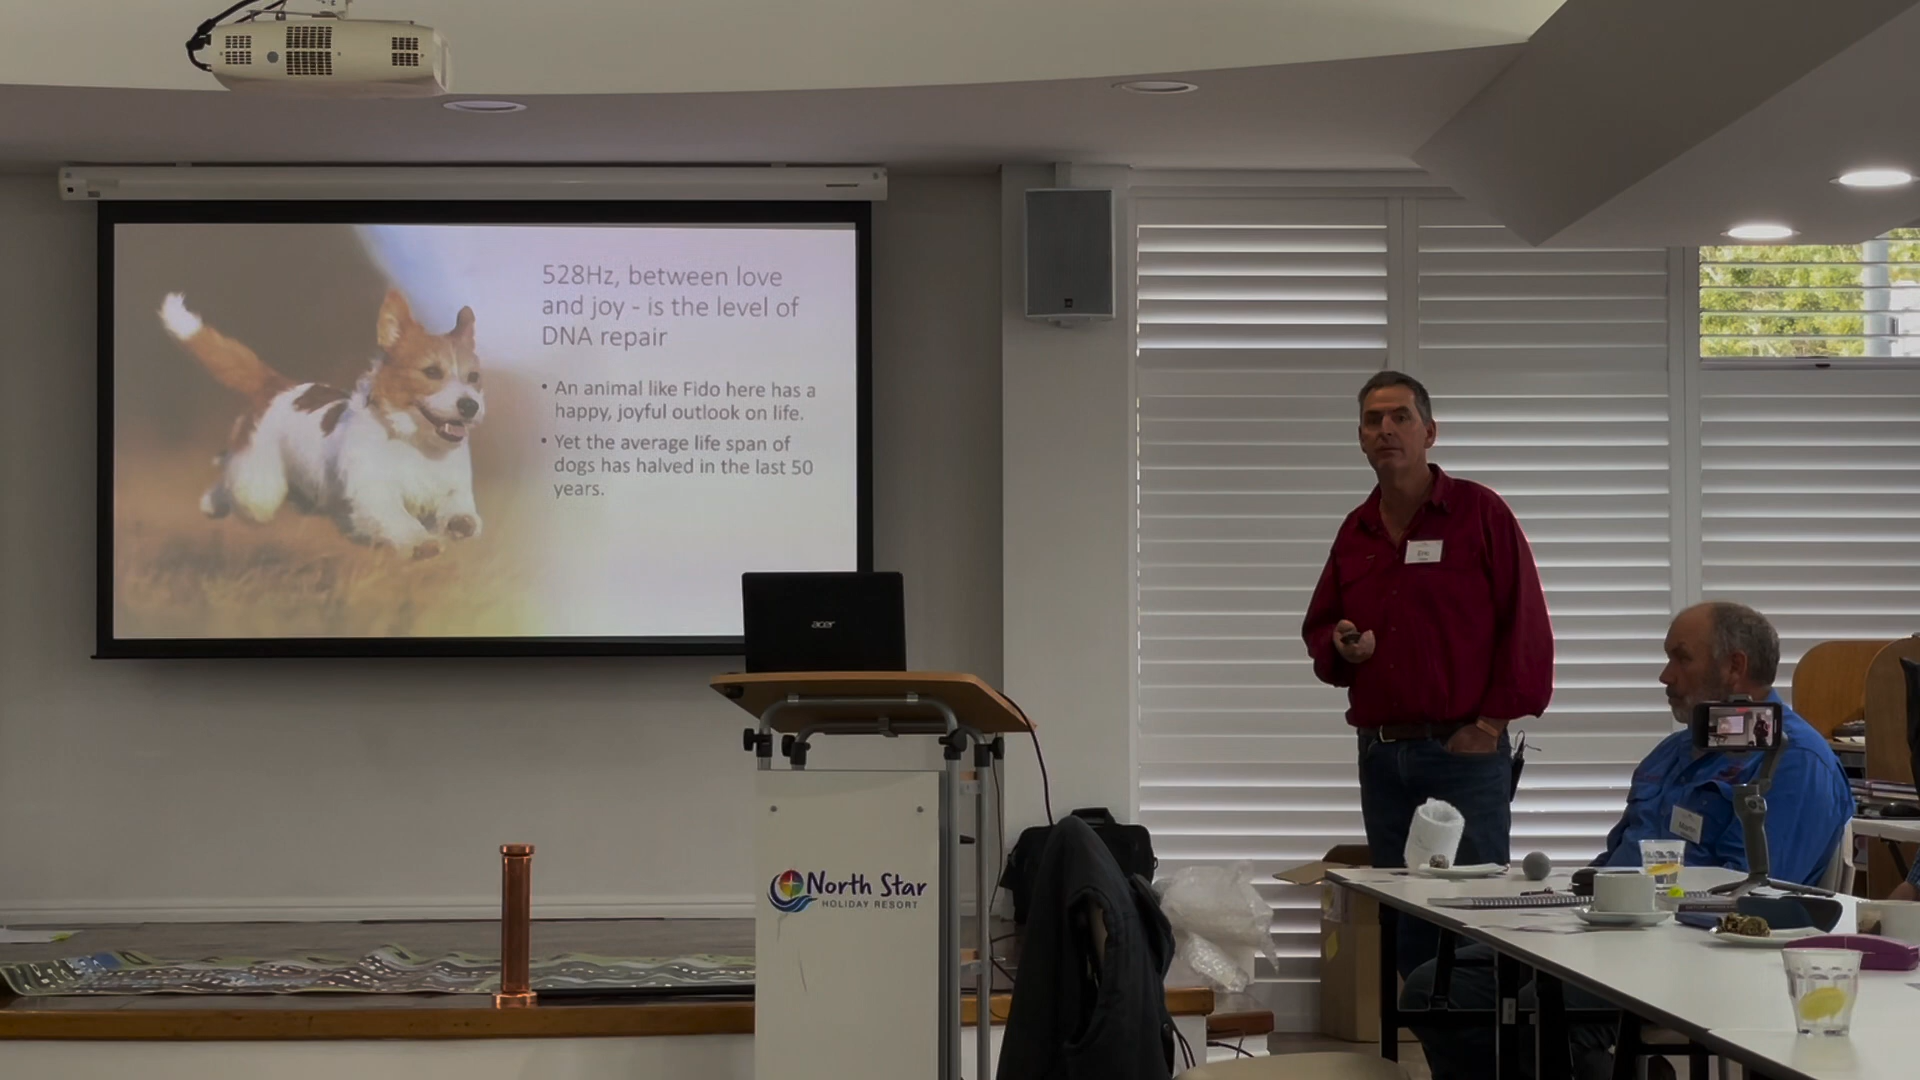 528Hz, between love
and joy - is the level of
DNA repair
• An animal like Fido here has a
happy, joyful outlook on life.
• Yet the average life span of
dogs has halved in the last 50
years.
acer
North Star
HOLIDAY RESORT
Eric